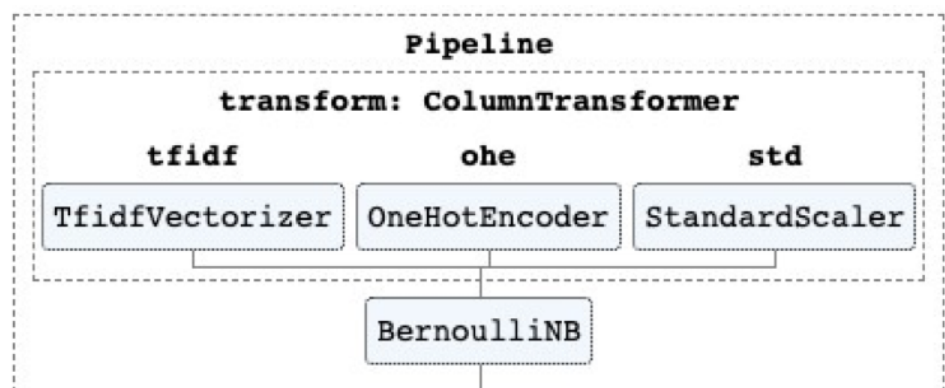 Pipeline
transform: ColumnTransformer
tfidf ohe std
TfidfVectorizer OneHotEncoder StandardScaler
BernoulliNB